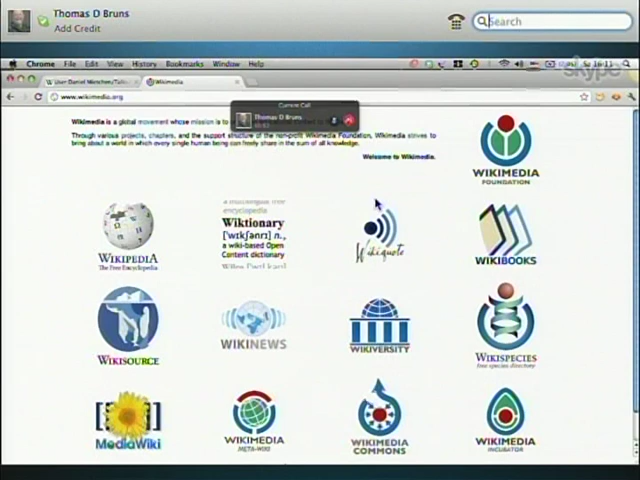 Thomas D Bruns
Add Credit
Search
Chrome File Edit View History Bookmarks Window Help
skype
Wikimedia
www.wikimedia.org
Current Call
Thomas D Bruns
Wikimedia is a global movement whose mission is to
Through various projects, chapters, and the support structure of the non-profit Wikimedia Foundation, Wikimedia strives to
bring about a world in which every single human being can freely share in the sum of all knowledge.
Welcome to Wikimedia.
WIKIMEDIA
FOUNDATION
WIKIPEDIA
The Free Encyclopedia
a multilingual free
encyclopedia
Wiktionary
['wɪkʃənrɪ] n.,
a wiki-based Open
Content dictionary
Wikiquote
WIKIBOOKS
WIKISOURCE
WIKINEWS
WIKIVERSITY
WIKISPECIES
free species directory
MediaWiki
WIKIMEDIA
META-WIKI
WIKIMEDIA
COMMONS
WIKIMEDIA
INCUBATOR